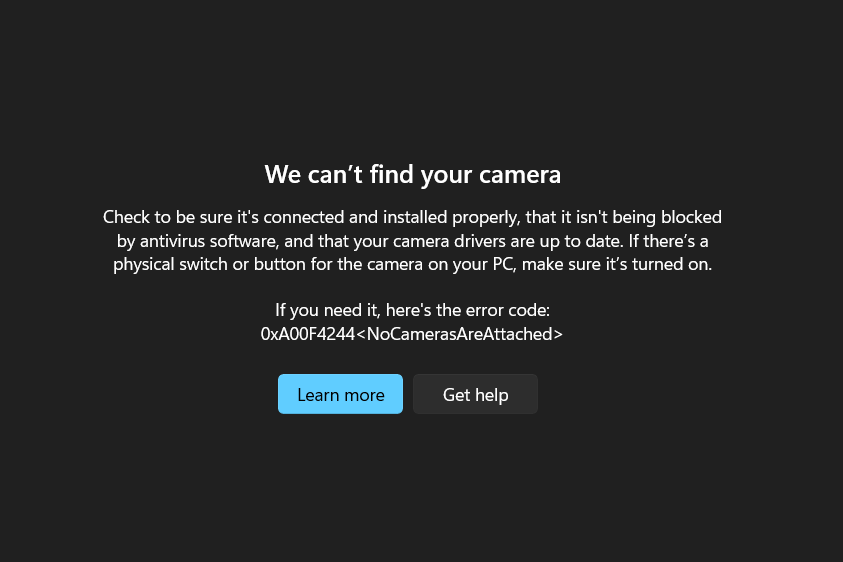 We can’t find your camera
Check to be sure it's connected and installed properly, that it isn't being blocked
by antivirus software, and that your camera drivers are up to date. If there’s a
physical switch or button for the camera on your PC, make sure it’s turned on.
If you need it, here's the error code:
0xA00F4244<NoCamerasAreAttached>
Learn more
Get help